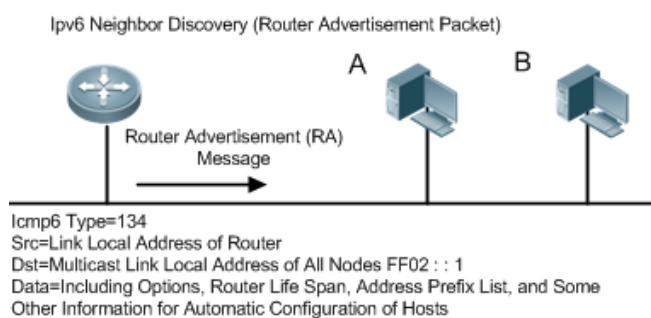 Ipv6 Neighbor Discovery (Router Advertisement Packet)
A
B
Router Advertisement (RA)
Message
Icmp6 Type=134
Src=Link Local Address of Router
Dst=Multicast Link Local Address of All Nodes FF02 : : 1
Data=Including Options, Router Life Span, Address Prefix List, and Some
Other Information for Automatic Configuration of Hosts